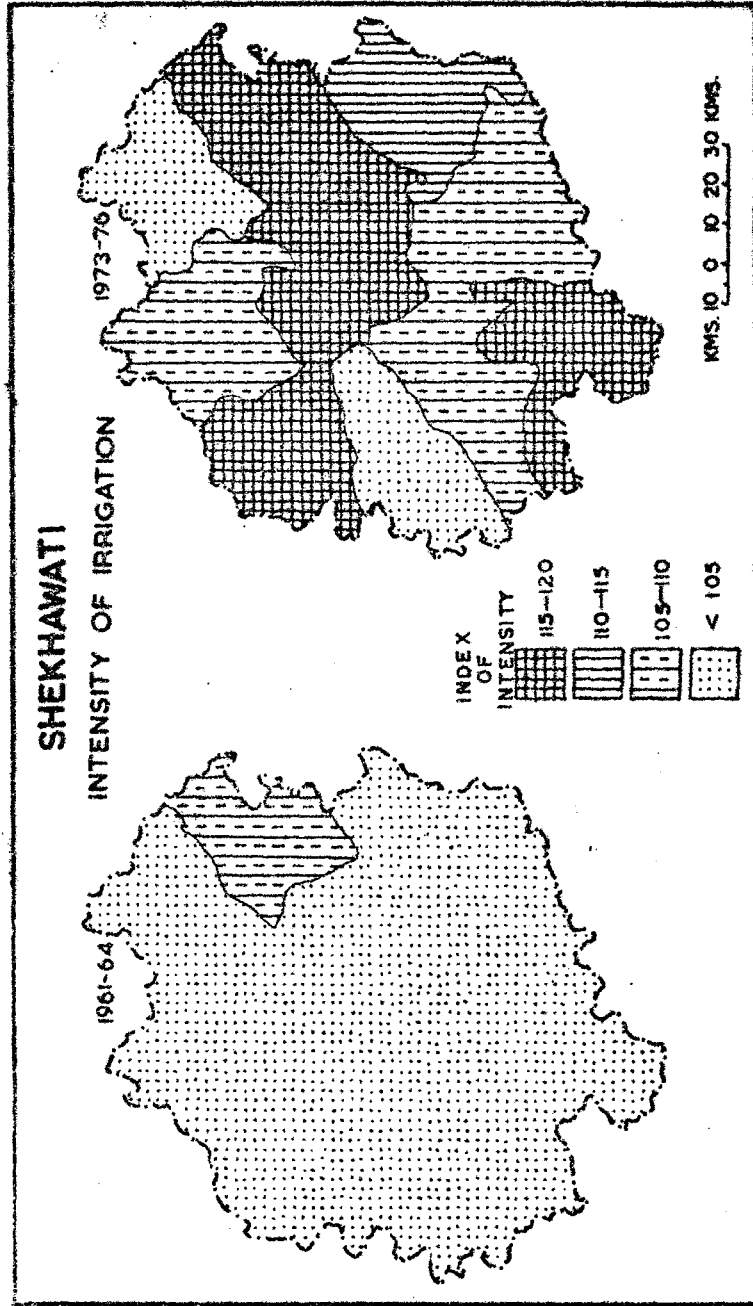 SHEKHAWATI
INTENSITY OF IRRIGATION
1961-64
1973-76
INDEX
OF
INTENSITY
115-120
110-115
105-110
< 105
KMS. 10 0 10 20 30 KMS.